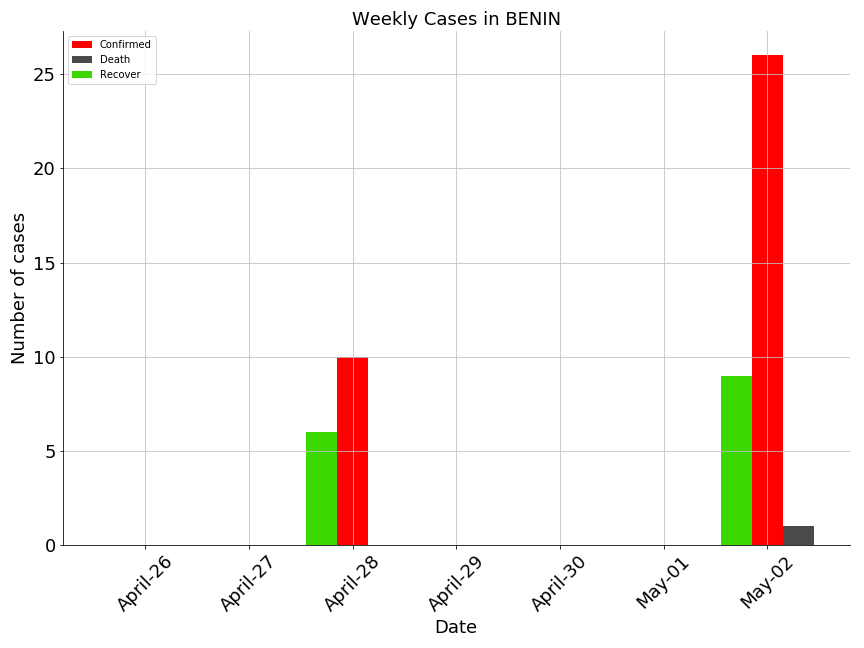 Weekly Cases in BENIN
Confirmed
Death
Recover
Number of cases
25
20
15
10
5
0
April-26
April-27
April-28
April-29
April-30
May-01
May-02
Date